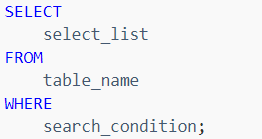 SELECT
select_list
FROM
table_name
WHERE
search_condition;